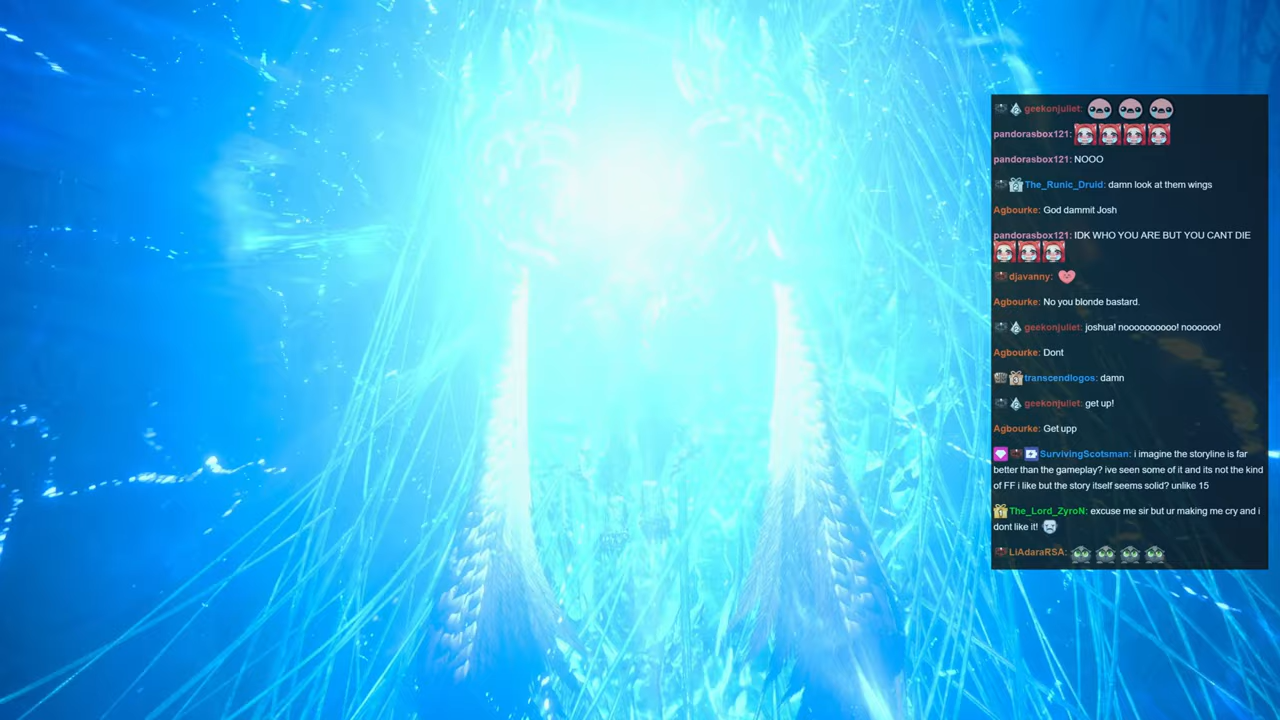 geekonjuliet:
pandorasbox121:
pandorasbox121: NOOO
The_Runic_Druid: damn look at them wings
Agbourke: God dammit Josh
pandorasbox121: IDK WHO YOU ARE BUT YOU CANT DIE
djavanny:
Agbourke: No you blonde bastard.
geekonjuliet: joshua! noooooooooo! noooooo!
Agbourke: Dont
transcendlogos: damn
geekonjuliet: get up!
Agbourke: Get upp
SurvivingScotsman: i imagine the storyline is far
better than the gameplay? ive seen some of it and its not the kind
of FF i like but the story itself seems solid? unlike 15
The_Lord_ZyroN: excuse me sir but ur making me cry and i
dont like it!
LiAdaraRSA: